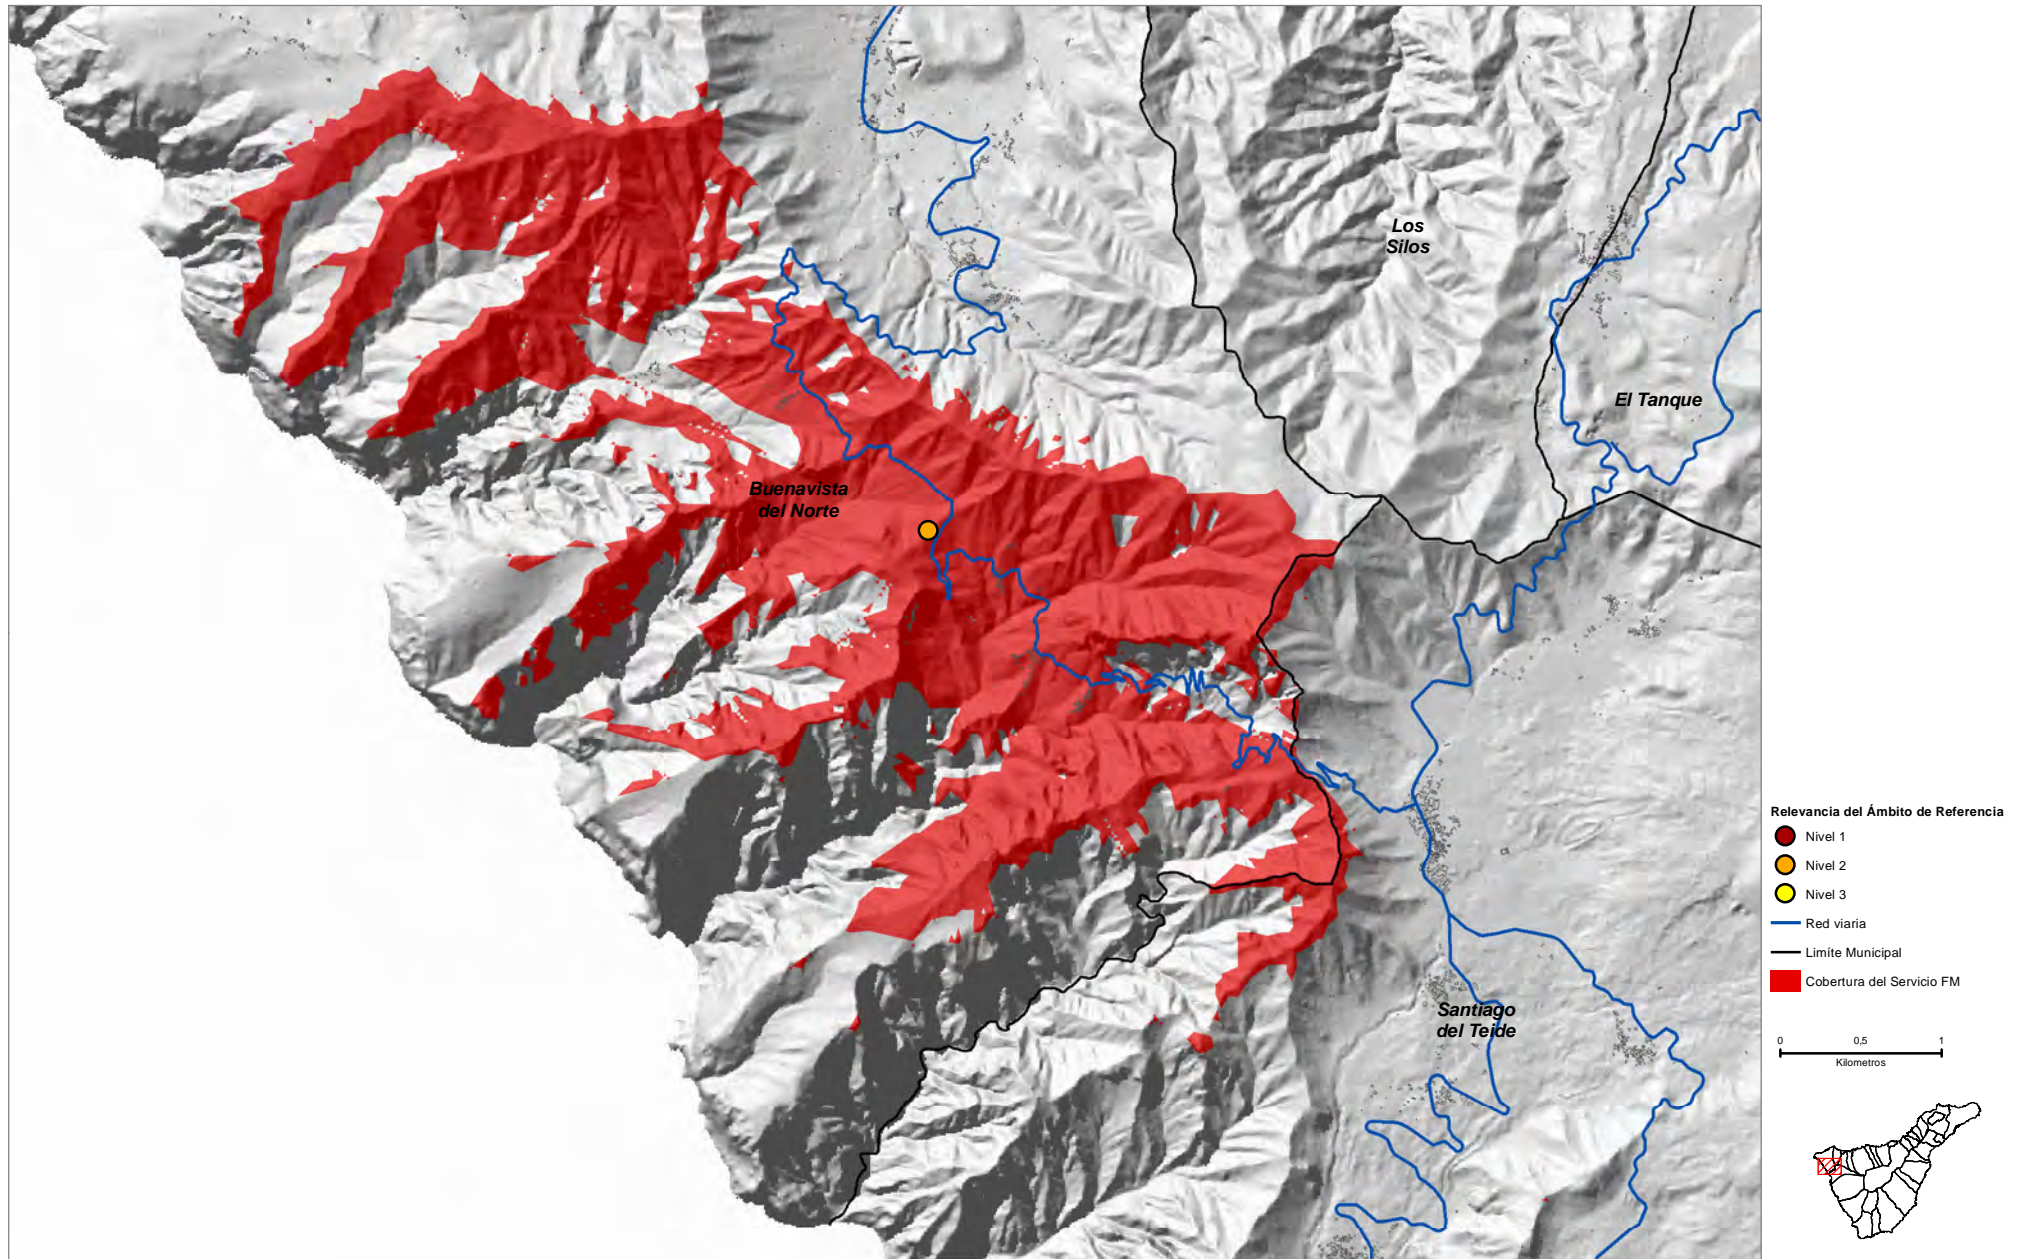 Los
Silos
El Tanque
Buenavista
del Norte
Santiago
del Teide
Relevancia del Ámbito de Referencia
Nivel 1
Nivel 2
Nivel 3
Red viaria
Limíte Municipal
Cobertura del Servicio FM
0 0,5 1
Kilometros